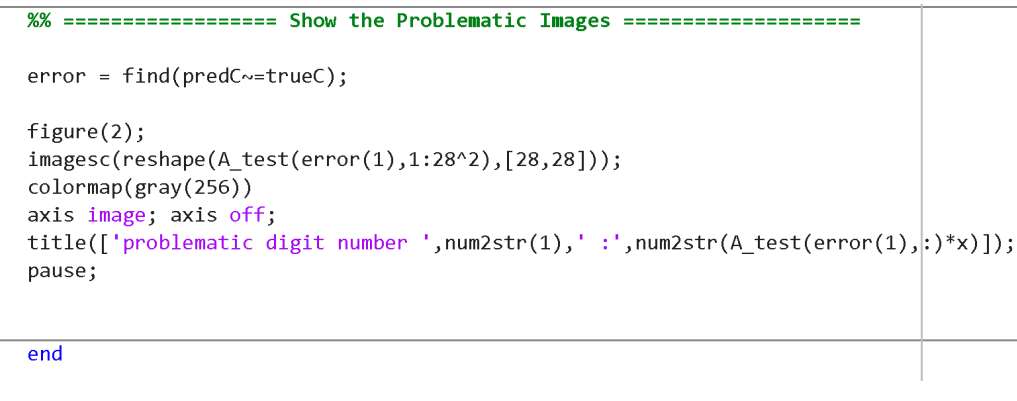 %% ================== Show the Problematic Images ====================
error = find(predC~=trueC);
figure(2);
imagesc(reshape(A_test(error(1),1:28^2),[28,28]));
colormap(gray(256))
axis image; axis off;
title(['problematic digit number ',num2str(1),' :',num2str(A_test(error(1),:)*x)]);
pause;
end